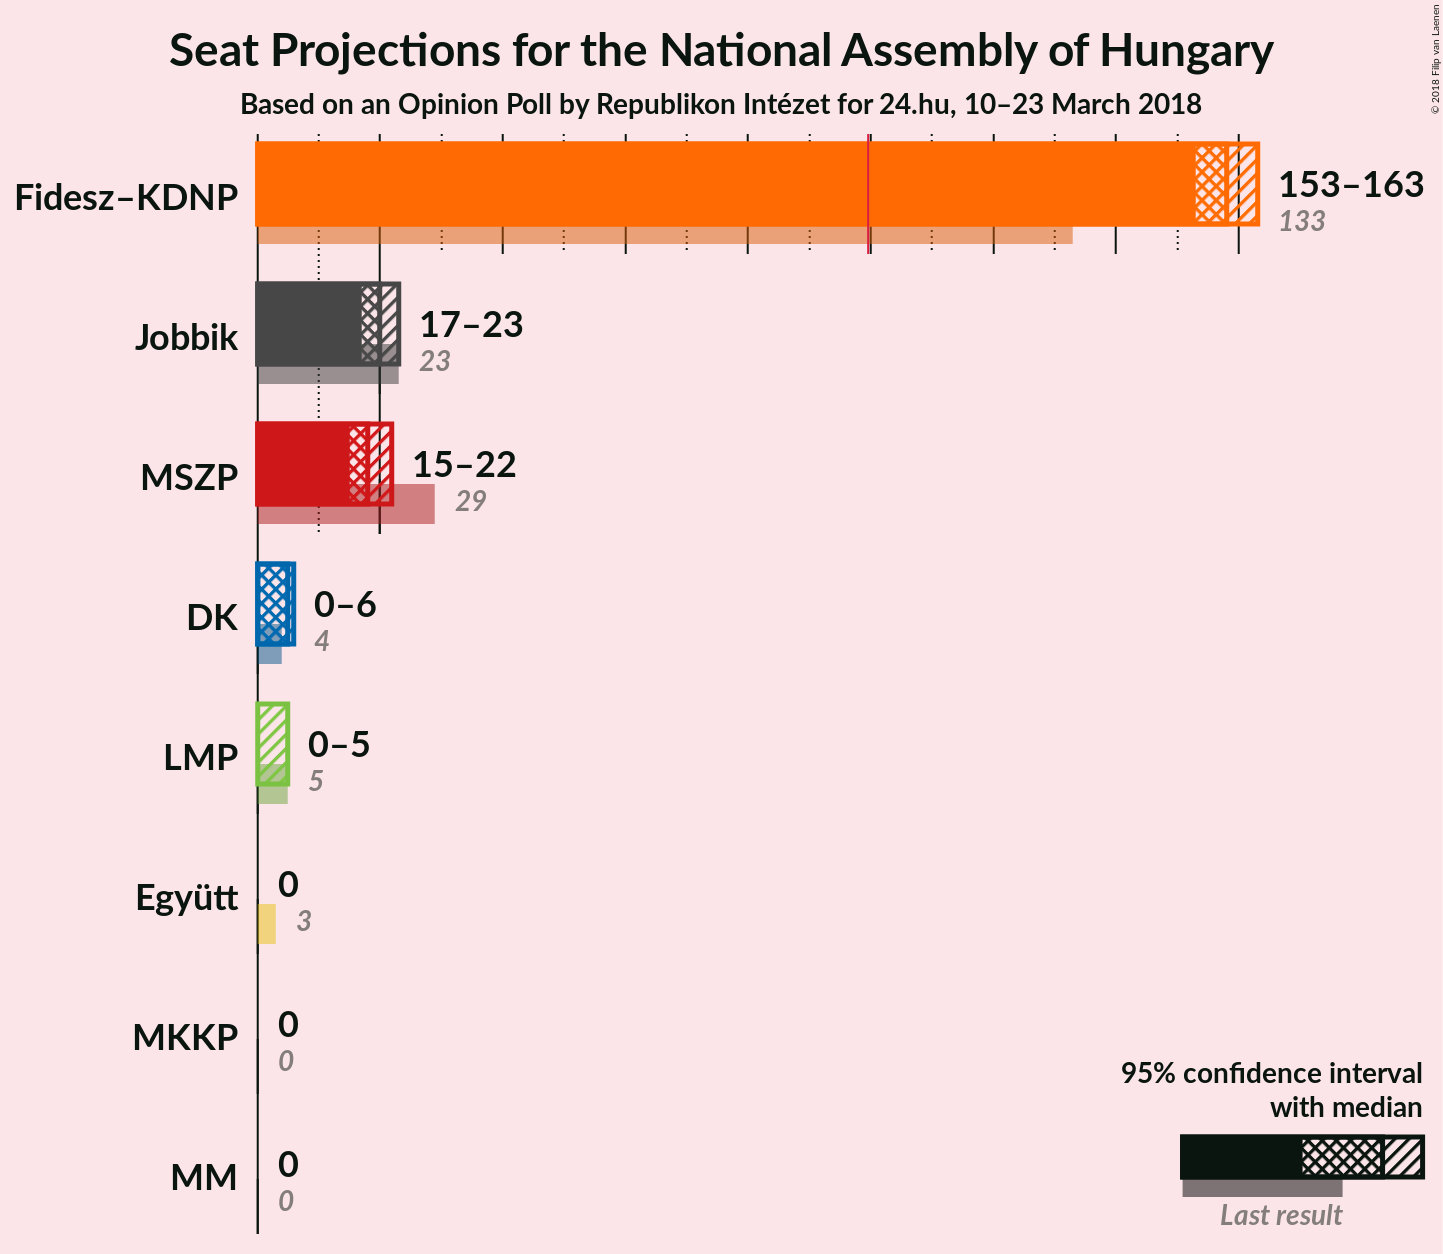 Seat Projections for the National Assembly of Hungary
Based on an Opinion Poll by Republikon Intézet for 24.hu, 10–23 March 2018
© 2018 Filip van Laenen
Fidesz–KDNP
153–163
133
Jobbik
17–23
23
MSZP
15–22
29
DK
0–6
4
LMP
0–5
5
Együtt
0
3
MKKP
0
0
MM
0
0
95% confidence interval
with median
Last result